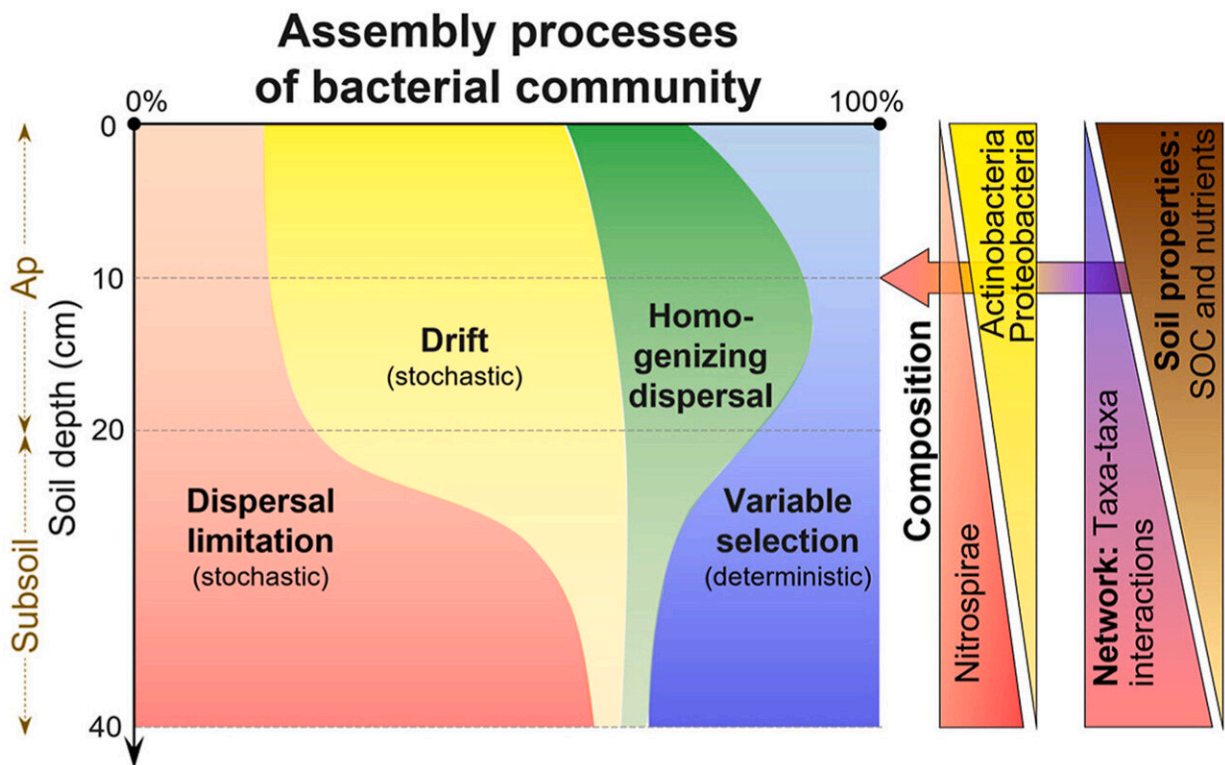 Assembly processes
of bacterial community
0%
100%
0
10
20
40
Soil depth (cm)
Ap
Subsoil
Drift
(stochastic)
Homo-
genizing
dispersal
Dispersal
limitation
(stochastic)
Variable
selection
(deterministic)
Composition
Nitrospirae
Actinobacteria
Proteobacteria
Network: Taxa-taxa
interactions
Soil properties:
SOC and nutrients